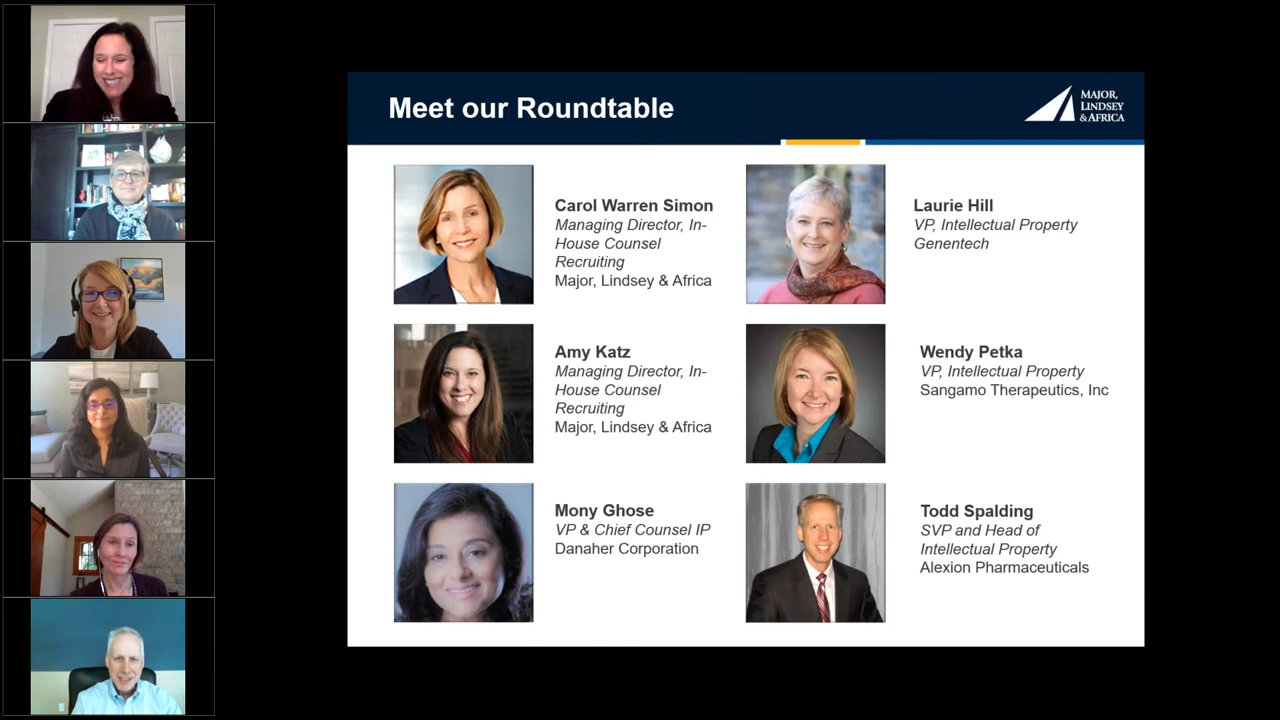 Meet our Roundtable
MAJOR,
LINDSEY
& AFRICA
Carol Warren Simon
Managing Director, In-
House Counsel
Recruiting
Major, Lindsey & Africa
Laurie Hill
VP, Intellectual Property
Genentech
Amy Katz
Managing Director, In-
House Counsel
Recruiting
Major, Lindsey & Africa
Wendy Petka
VP, Intellectual Property
Sangamo Therapeutics, Inc
Mony Ghose
VP & Chief Counsel IP
Danaher Corporation
Todd Spalding
SVP and Head of
Intellectual Property
Alexion Pharmaceuticals